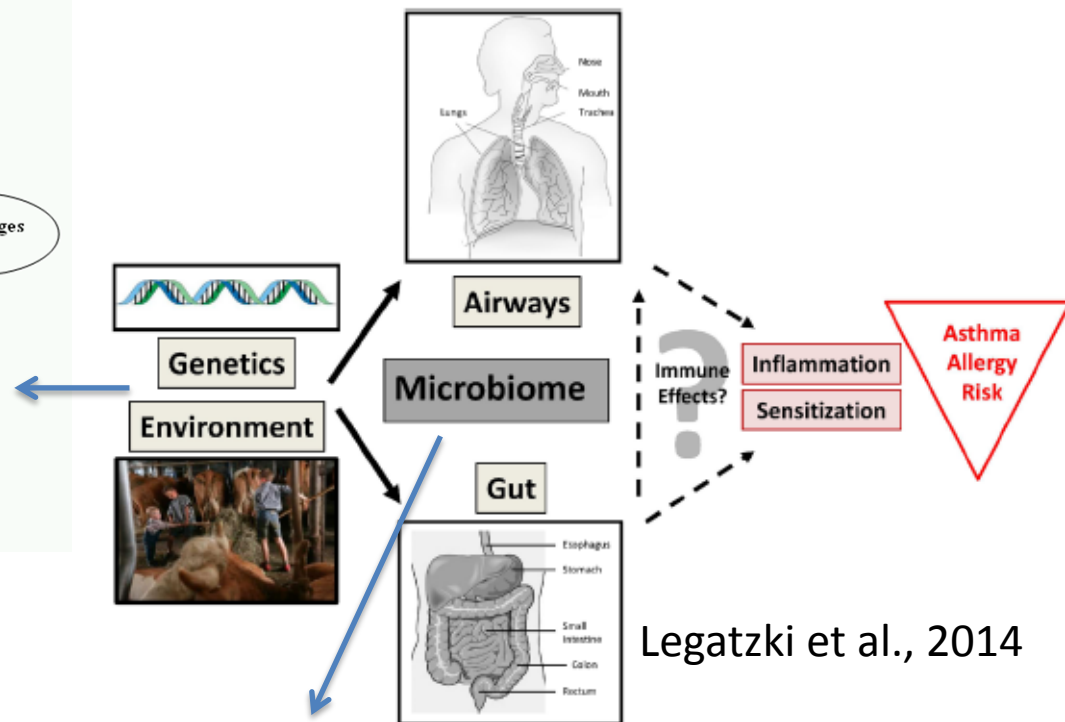 Nose
Mouth
Trachea
Lungs
ges
Airways
Genetics
Microbiome
Environment
Immune
Effects?
?
Inflammation
Sensitization
Asthma
Allergy
Risk
Gut
Esophagus
Stomach
Small
Intestine
Colon
Rectum
Legatzki et al., 2014